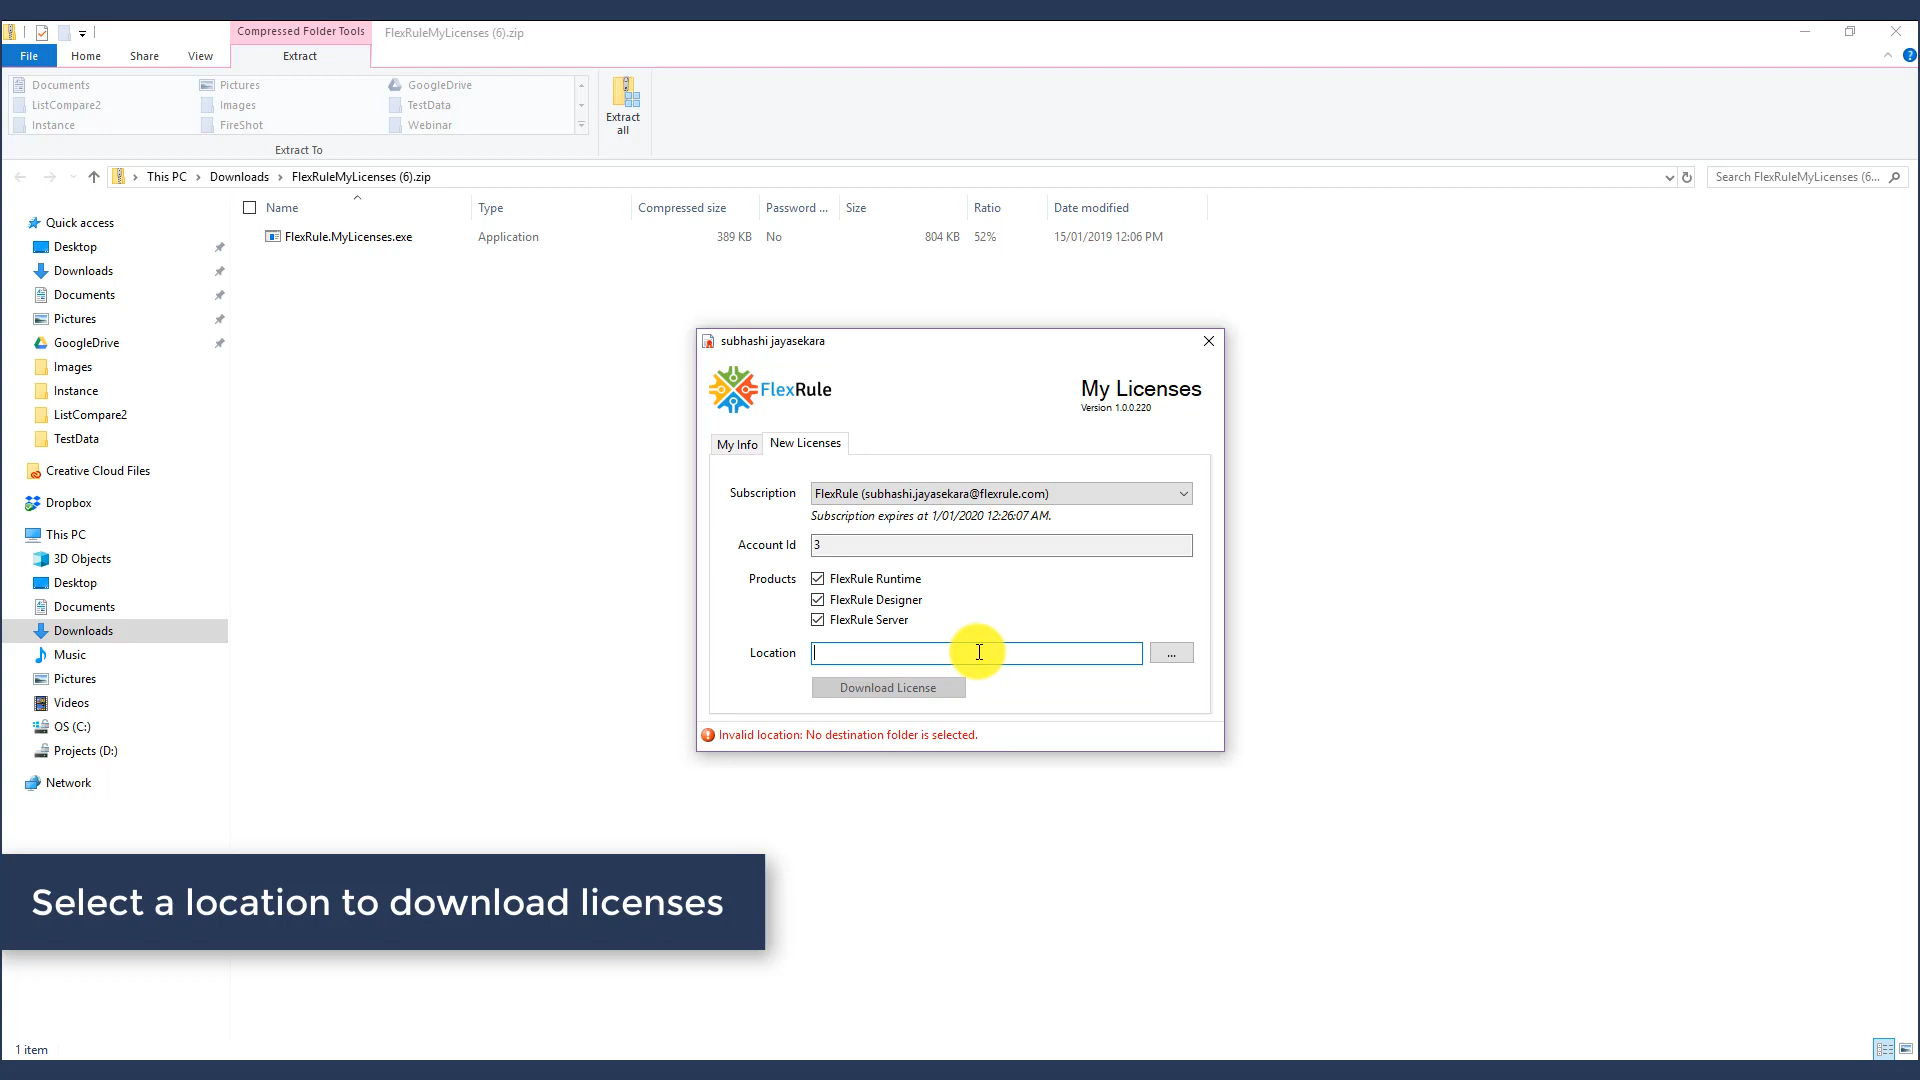 Compressed Folder Tools
FlexRuleMyLicenses (6).zip
File
Home
Share
View
Extract
Documents
Pictures
GoogleDrive
ListCompare2
Images
TestData
Instance
FireShot
Webinar
Extract To
Extract
all
This PC
Downloads
FlexRuleMyLicenses (6).zip
Search FlexRuleMyLicenses (6...
Name
Type
Compressed size
Password ...
Size
Ratio
Date modified
FlexRule.MyLicenses.exe
Application
389 KB
No
804 KB
52%
15/01/2019 12:06 PM
Quick access
Desktop
Downloads
Documents
Pictures
GoogleDrive
Images
Instance
ListCompare2
TestData
Creative Cloud Files
Dropbox
This PC
3D Objects
Desktop
Documents
Downloads
Music
Pictures
Videos
OS (C:)
Projects (D:)
Network
subhashi jayasekara
FlexRule
My Licenses
Version 1.0.0.220
My Info
New Licenses
Subscription
FlexRule (subhashi.jayasekara@flexrule.com)
Subscription expires at 1/01/2020 12:26:07 AM.
Account Id
3
Products
FlexRule Runtime
FlexRule Designer
FlexRule Server
Location
...
Download License
Invalid location: No destination folder is selected.
Select a location to download licenses
1 item